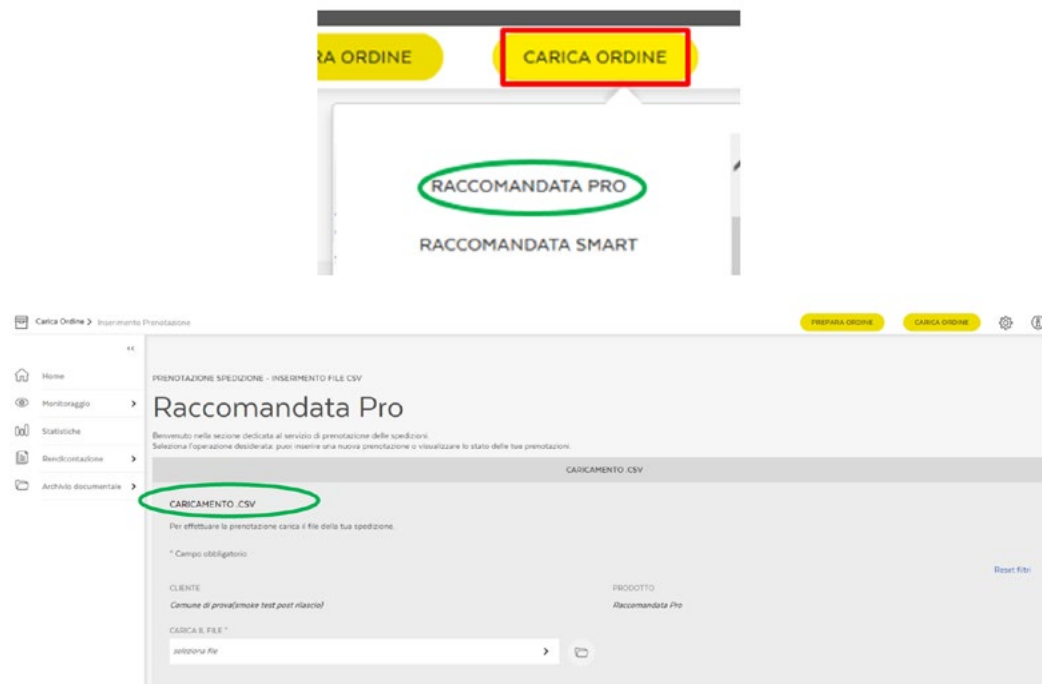 RA ORDINE
CARICA ORDINE
RACCOMANDATA PRO
RACCOMANDATA SMART
Carica Ordine > Inserimento Prenotazione
PREPARA ORDINE
CARICA ORDINE
<<
Home
Monitoraggio >
Statistiche
Rendicontazione >
Archivio documentale >
PRENOTAZIONE SPEDIZIONE - INSERIMENTO FILE CSV
Raccomandata Pro
Benvenuto nella sezione dedicata al servizio di prenotazione delle spedizioni.
Seleziona l'operazione desiderata: puoi inserire una nuova prenotazione o visualizzare lo stato delle tue prenotazioni.
CARICAMENTO .CSV
CARICAMENTO .CSV
Per effettuare la prenotazione carica il file della tua spedizione.
* Campo obbligatorio
Reset filtri
CLIENTE
Comune di prova(smoke test post rilascio)
PRODOTTO
Raccomandata Pro
CARICA IL FILE *
seleziona file >